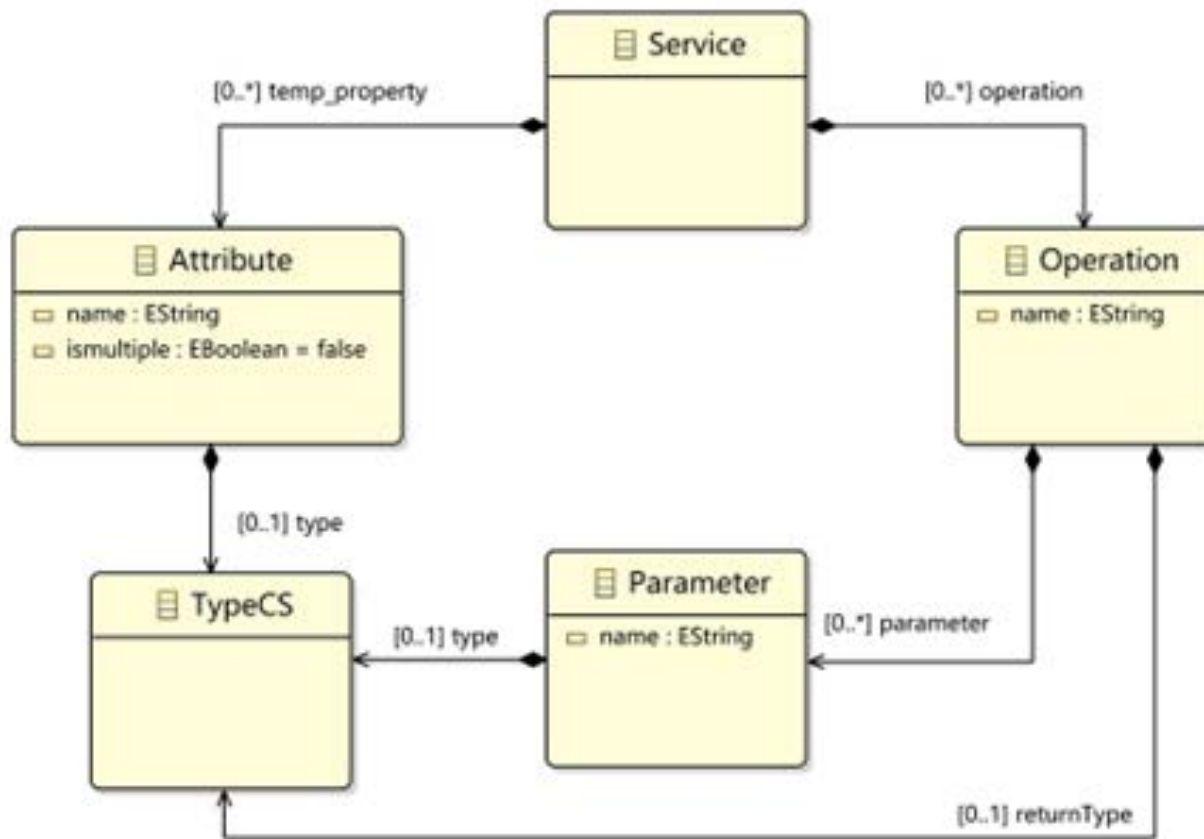 Service
[0..*] temp_property
[0..*] operation
Attribute
name : EString
ismultiple : EBoolean = false
Operation
name : EString
[0..1] type
TypeCS
[0..1] type
Parameter
name : EString
[0..*] parameter
[0..1] returnType